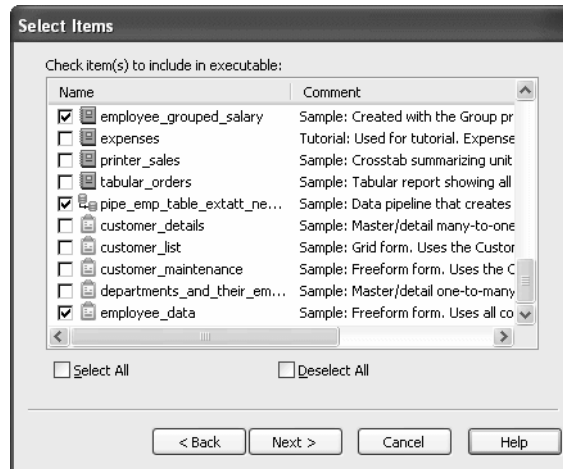 Select Items
Check item(s) to include in executable:
Name Comment
employee_grouped_salary Sample: Created with the Group pr
expenses Tutorial: Used for tutorial. Expense
printer_sales Sample: Crosstab summarizing unit
tabular_orders Sample: Tabular report showing all
pipe_emp_table_extatt_ne... Sample: Data pipeline that creates
customer_details Sample: Master/detail many-to-one
customer_list Sample: Grid form. Uses the Custor
customer_maintenance Sample: Freeform form. Uses the C
departments_and_their_em... Sample: Master/detail one-to-many
employee_data Sample: Freeform form. Uses all co
Select All Deselect All
< Back Next > Cancel Help